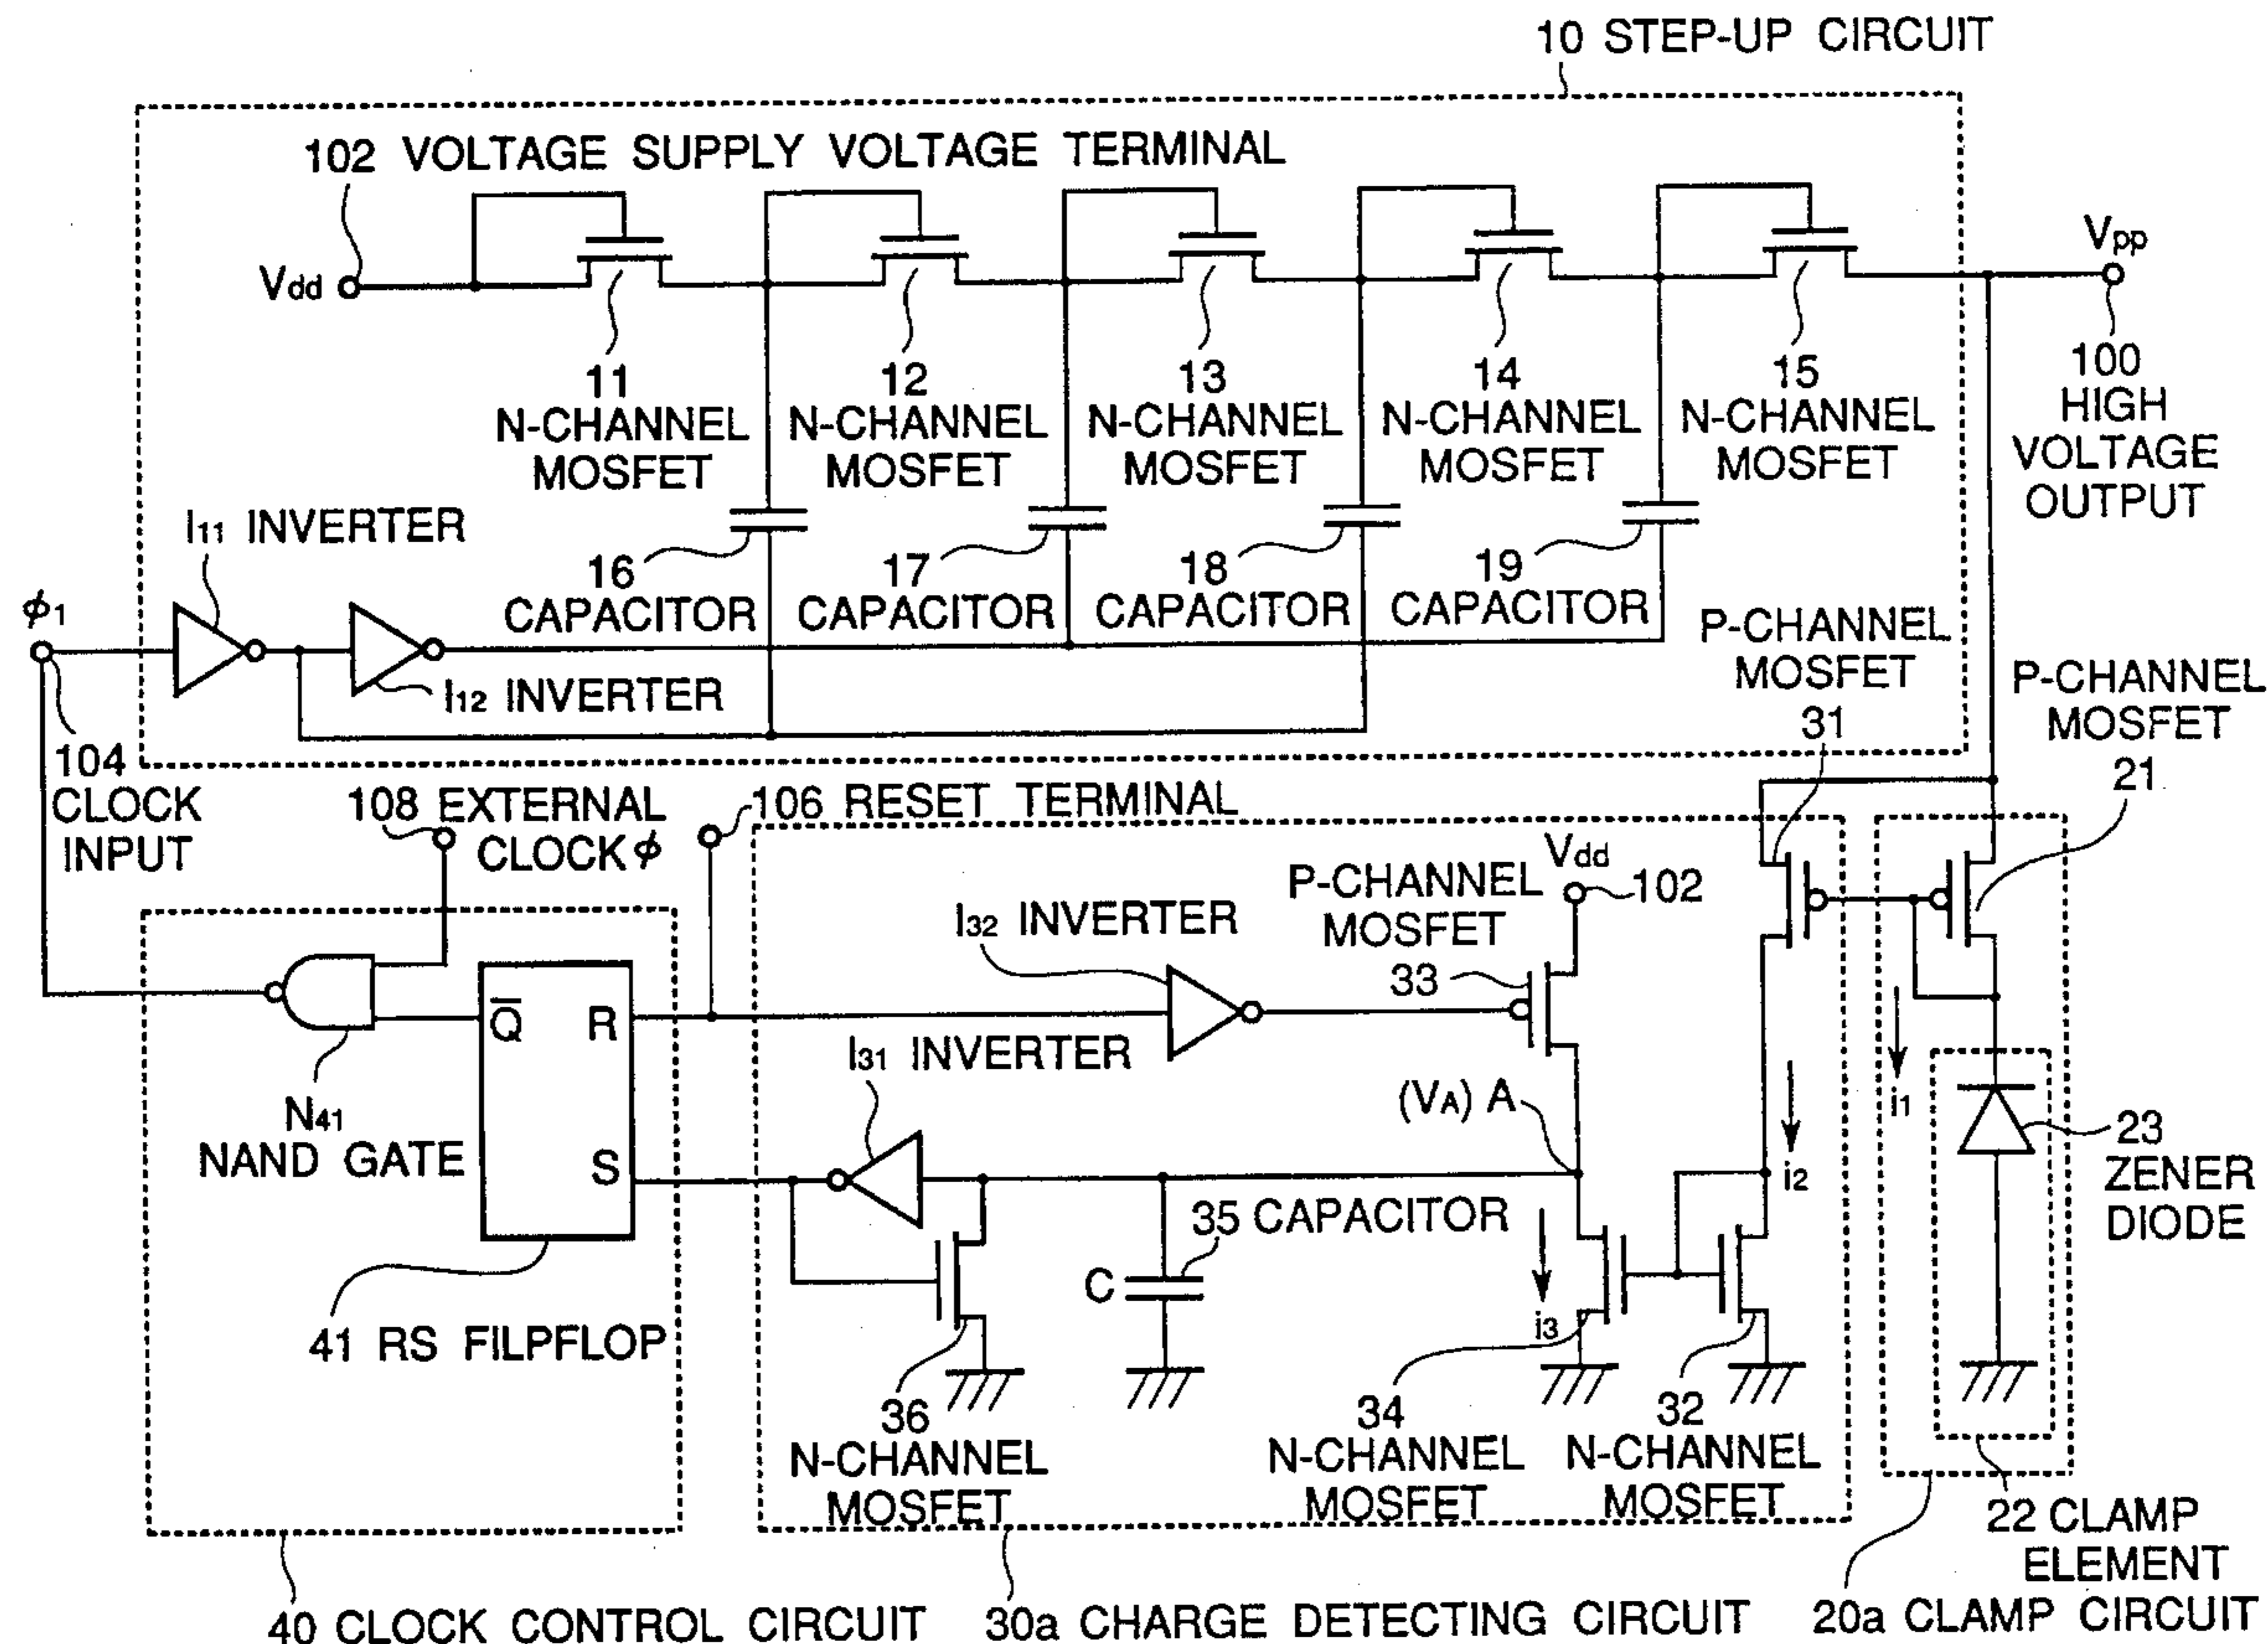 10 STEP-UP CIRCUIT
102 VOLTAGE SUPPLY VOLTAGE TERMINAL
Vdd
Vpp
100
HIGH
VOLTAGE
OUTPUT
11
N-CHANNEL
MOSFET
12
N-CHANNEL
MOSFET
13
N-CHANNEL
MOSFET
14
N-CHANNEL
MOSFET
15
N-CHANNEL
MOSFET
I11 INVERTER
16
CAPACITOR
17
CAPACITOR
18
CAPACITOR
19
CAPACITOR
ϕ1
I12 INVERTER
P-CHANNEL
MOSFET
31
P-CHANNEL
MOSFET
21
104
CLOCK
INPUT
108 EXTERNAL
CLOCK ϕ
106 RESET TERMINAL
Vdd
102
P-CHANNEL
MOSFET
33
I32 INVERTER
Q̅
R
S
I31 INVERTER
N41
NAND GATE
(VA) A
i1
i2
i3
23
ZENER
DIODE
35 CAPACITOR
C
41 RS FILPFLOP
36
N-CHANNEL
MOSFET
34
N-CHANNEL
MOSFET
32
N-CHANNEL
MOSFET
22 CLAMP
ELEMENT
40 CLOCK CONTROL CIRCUIT
30a CHARGE DETECTING CIRCUIT
20a CLAMP CIRCUIT